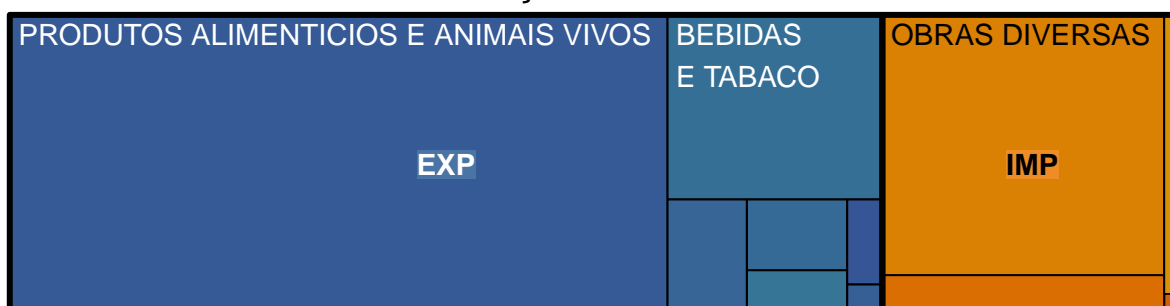 PRODUTOS ALIMENTICIOS E ANIMAIS VIVOS
BEBIDAS
E TABACO
OBRAS DIVERSAS
EXP
IMP